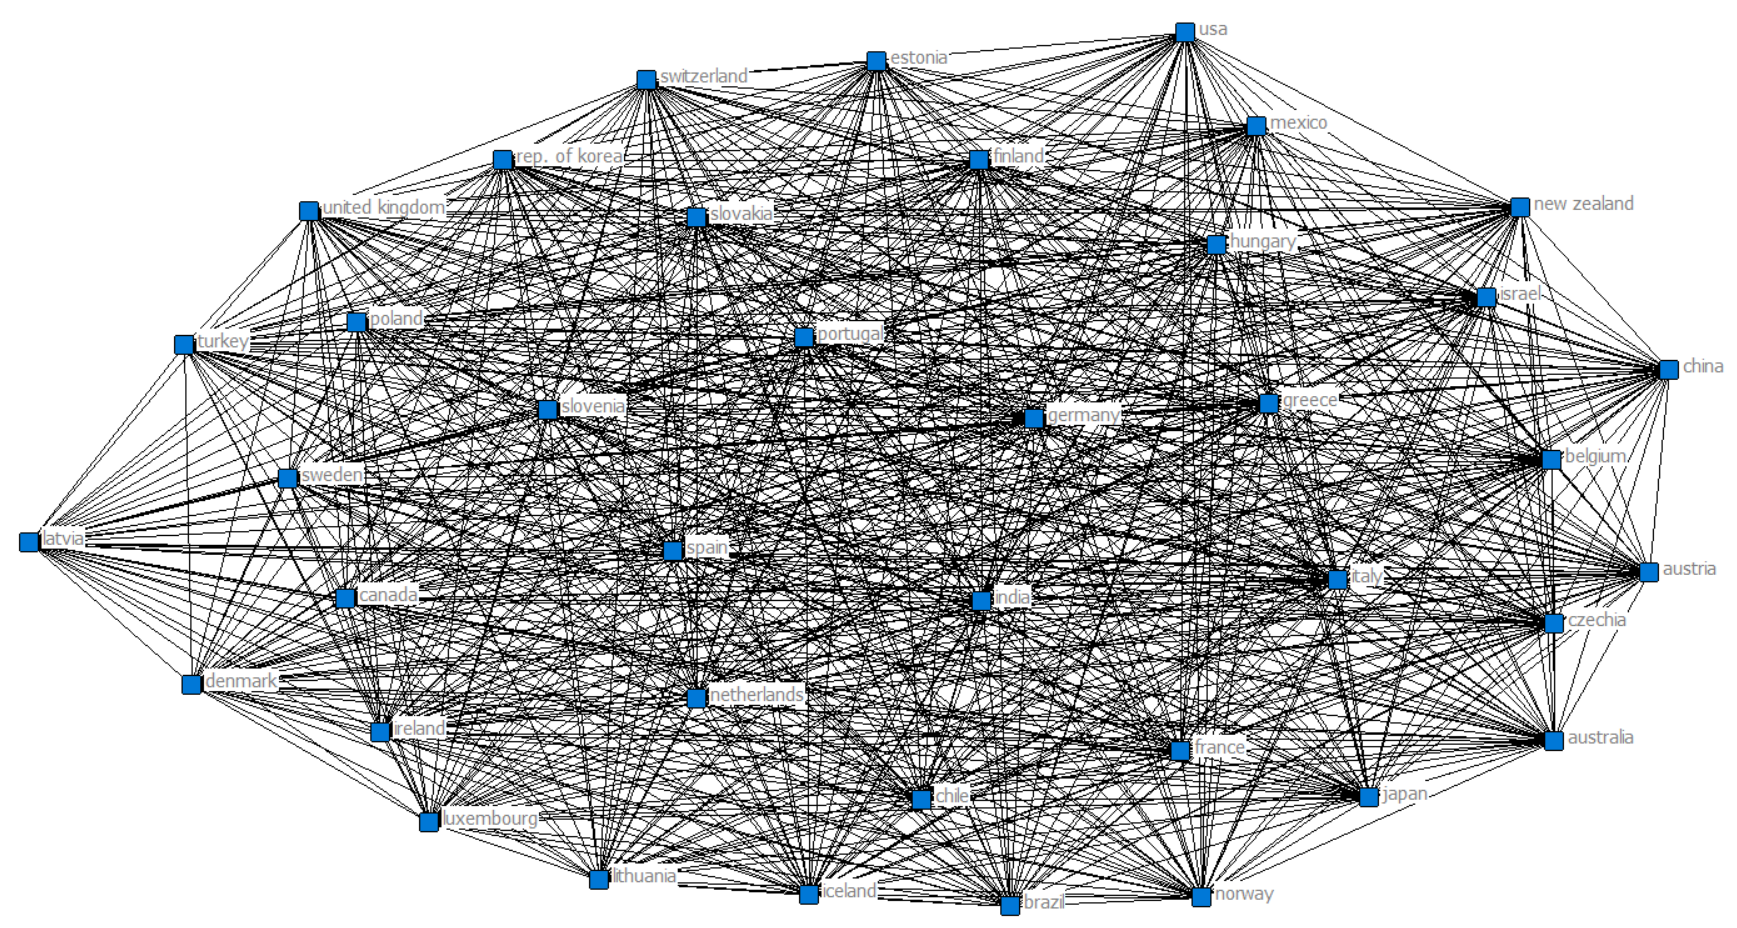 usa
estonia
switzerland
mexico
rep. of korea
finland
united kingdom
slovakia
new zealand
hungary
israel
poland
portugal
turkey
china
slovenia
germany
greece
belgium
sweden
latvia
spain
austria
italy
canada
india
czechia
denmark
netherlands
ireland
australia
france
chile
japan
luxembourg
lithuania
iceland
norway
brazil